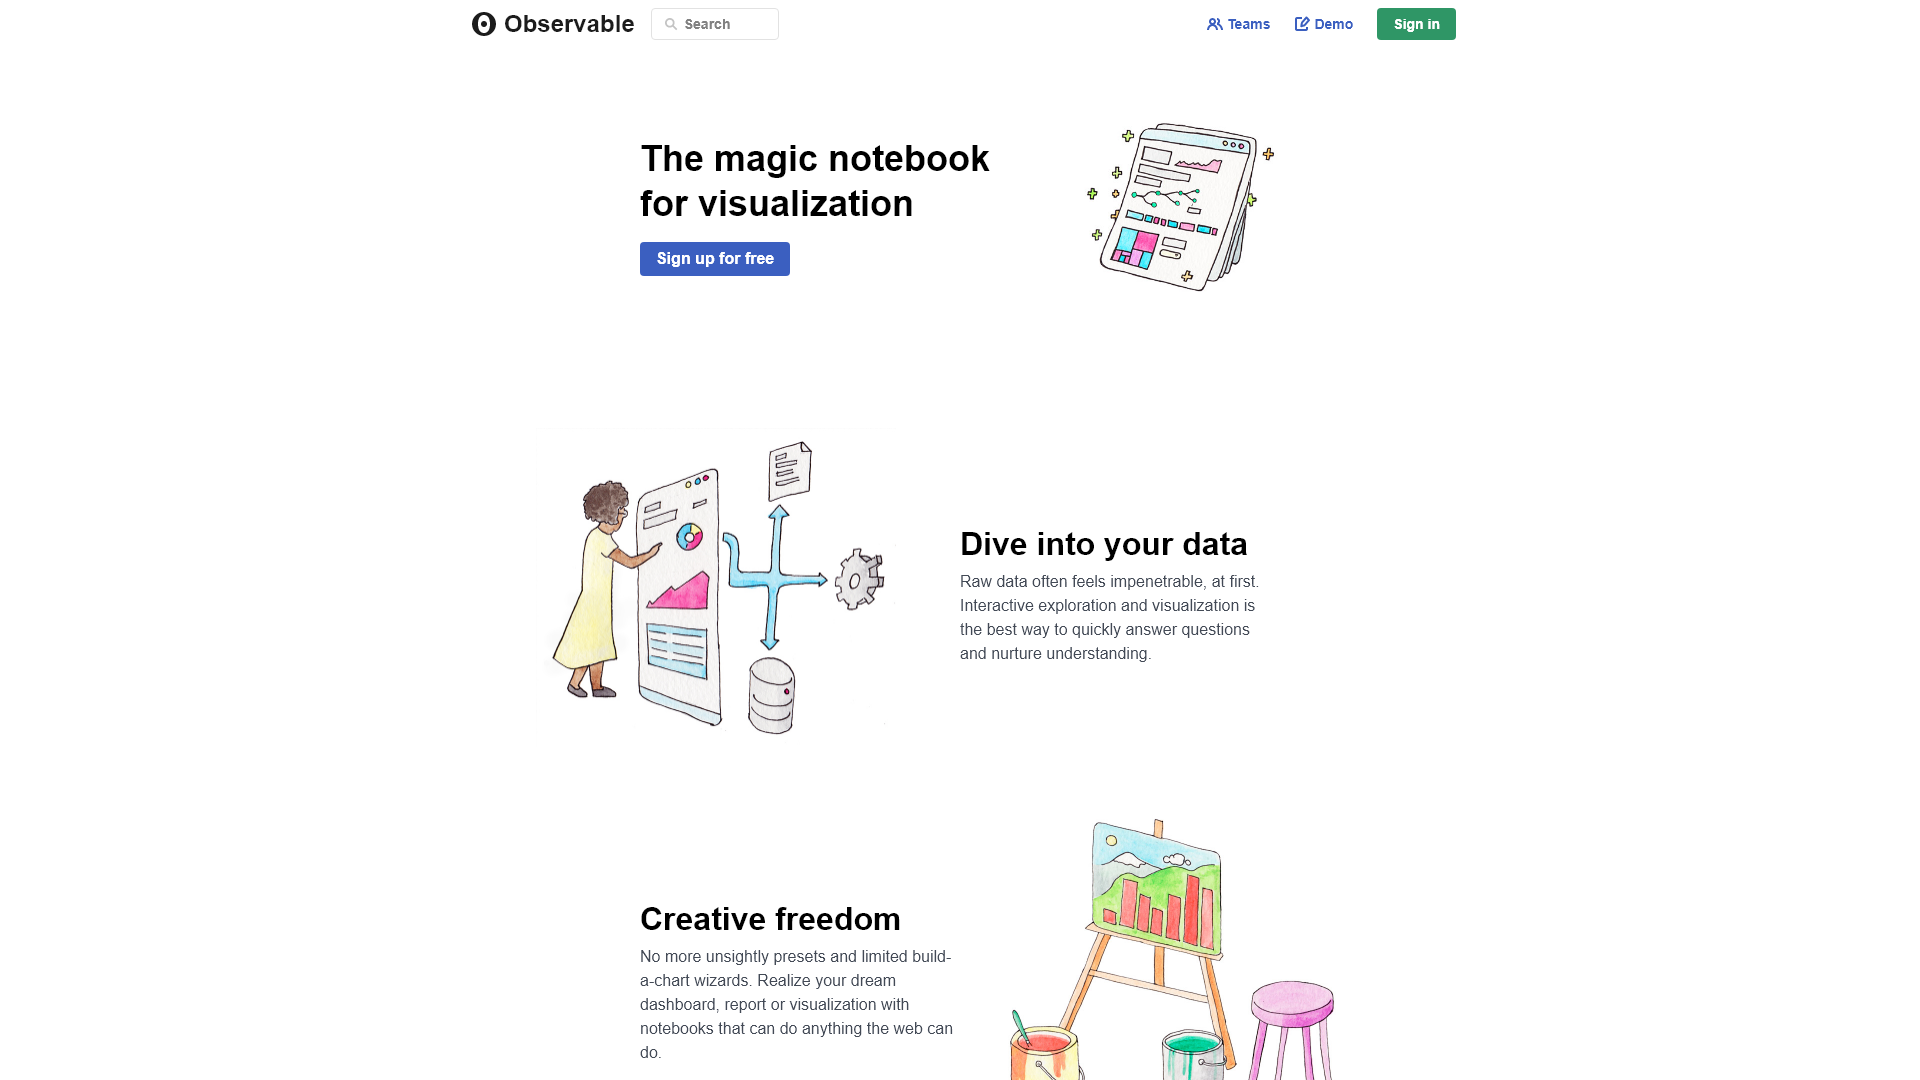 Observable
Search
Teams
Demo
Sign in
The magic notebook
for visualization
Sign up for free
Dive into your data
Raw data often feels impenetrable, at first.
Interactive exploration and visualization is
the best way to quickly answer questions
and nurture understanding.
Creative freedom
No more unsightly presets and limited build-
a-chart wizards. Realize your dream
dashboard, report or visualization with
notebooks that can do anything the web can
do.